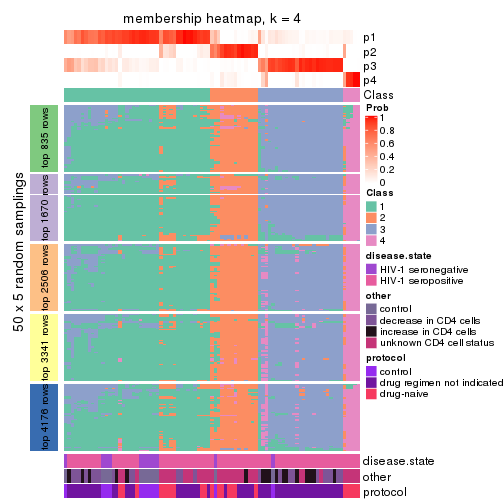 membership heatmap, k = 4
p1
p2
p3
p4
Class
50 x 5 random samplings
top 835 rows
top 1670 rows
top 2506 rows
top 3341 rows
top 4176 rows
disease.state
other
protocol
Prob
1
0.8
0.6
0.4
0.2
0
Class
1
2
3
4
disease.state
HIV-1 seronegative
HIV-1 seropositive
other
control
decrease in CD4 cells
increase in CD4 cells
unknown CD4 cell status
protocol
control
drug regimen not indicated
drug-naive